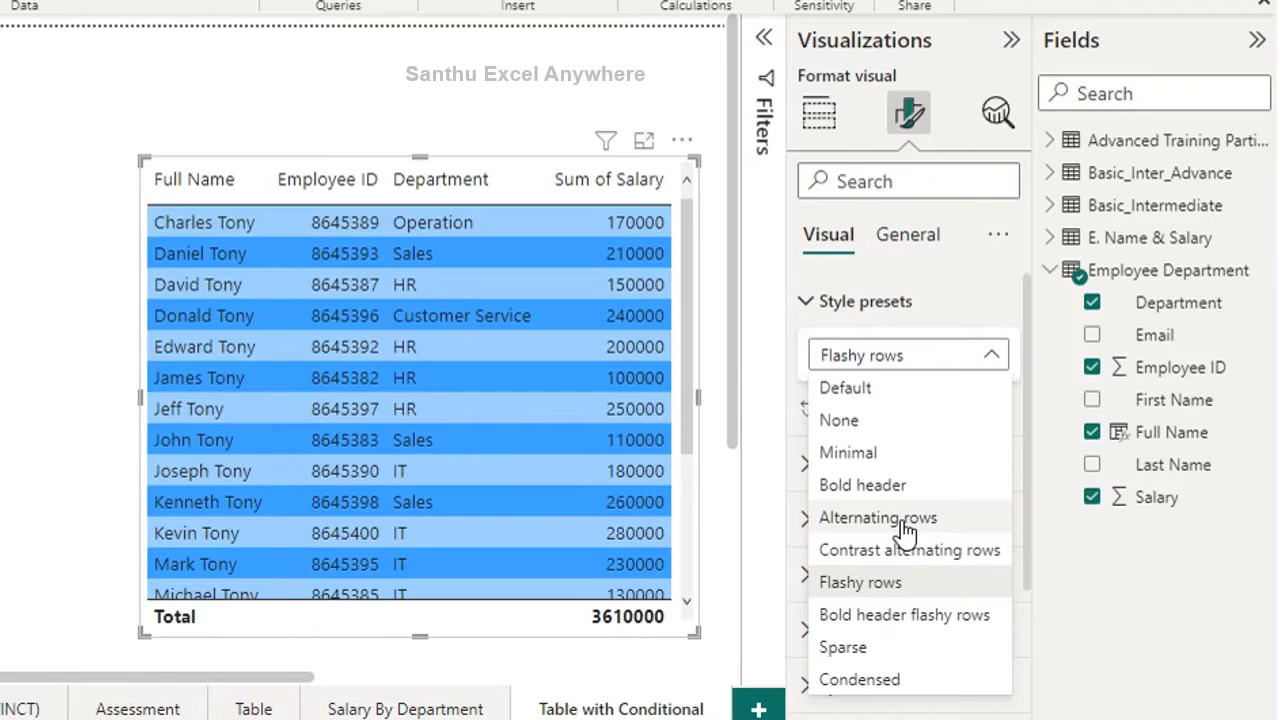 Data Queries Insert Calculations Sensitivity Share
Santhu Excel Anywhere
Full Name Employee ID Department Sum of Salary
Charles Tony 8645389 Operation 170000
Daniel Tony 8645393 Sales 210000
David Tony 8645387 HR 150000
Donald Tony 8645396 Customer Service 240000
Edward Tony 8645392 HR 200000
James Tony 8645382 HR 100000
Jeff Tony 8645397 HR 250000
John Tony 8645383 Sales 110000
Joseph Tony 8645390 IT 180000
Kenneth Tony 8645398 Sales 260000
Kevin Tony 8645400 IT 280000
Mark Tony 8645395 IT 230000
Michael Tony 8645385 IT 130000
Total 3610000
Filters
Visualizations
Format visual
Search
Visual General
Style presets
Flashy rows
Default
None
Minimal
Bold header
Alternating rows
Contrast alternating rows
Flashy rows
Bold header flashy rows
Sparse
Condensed
Fields
Search
Advanced Training Parti...
Basic_Inter_Advance
Basic_Intermediate
E. Name & Salary
Employee Department
Department
Email
Employee ID
First Name
Full Name
Last Name
Salary
INCT) Assessment Table Salary By Department Table with Conditional